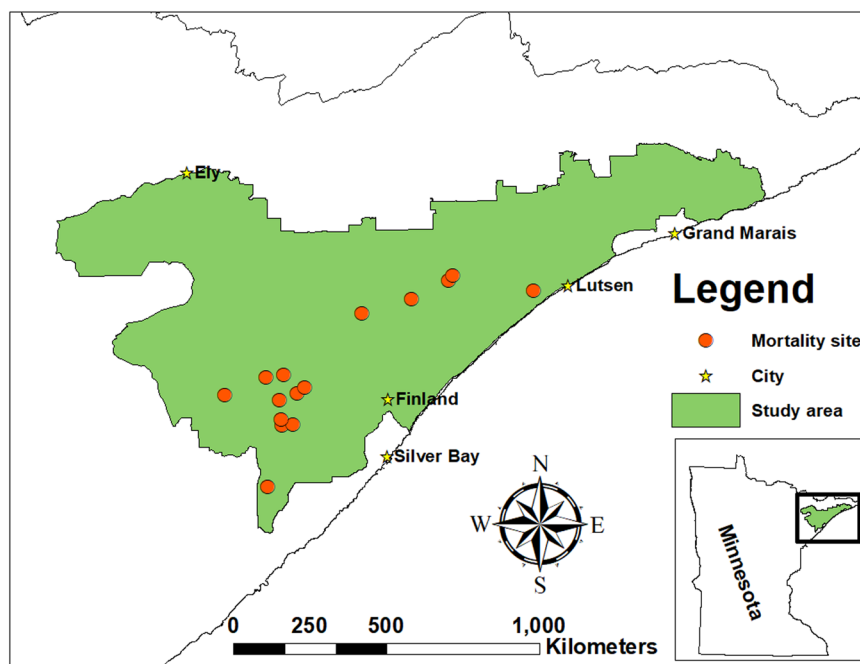 Ely
Grand Marais
Lutsen
Legend
Mortality site
City
Study area
Finland
Silver Bay
N
W E
S
Minnesota
0 250 500 1,000
Kilometers